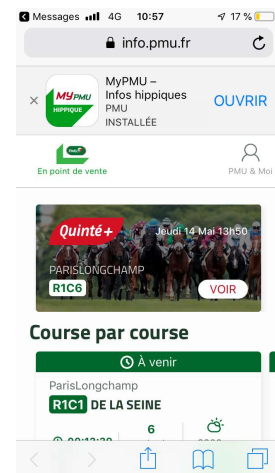 Messages 4G 10:57 17 %
info.pmu.fr
MYPMU
HIPPIQUE
MyPMU –
Infos hippiques
PMU
INSTALLÉE
OUVRIR
PMU
En point de vente
PMU & Moi
Quinté+
Jeudi 14 Mai 13h50
PARISLONGCHAMP
R1C6
VOIR
Course par course
À venir
ParisLongchamp
R1C1 DE LA SEINE
6